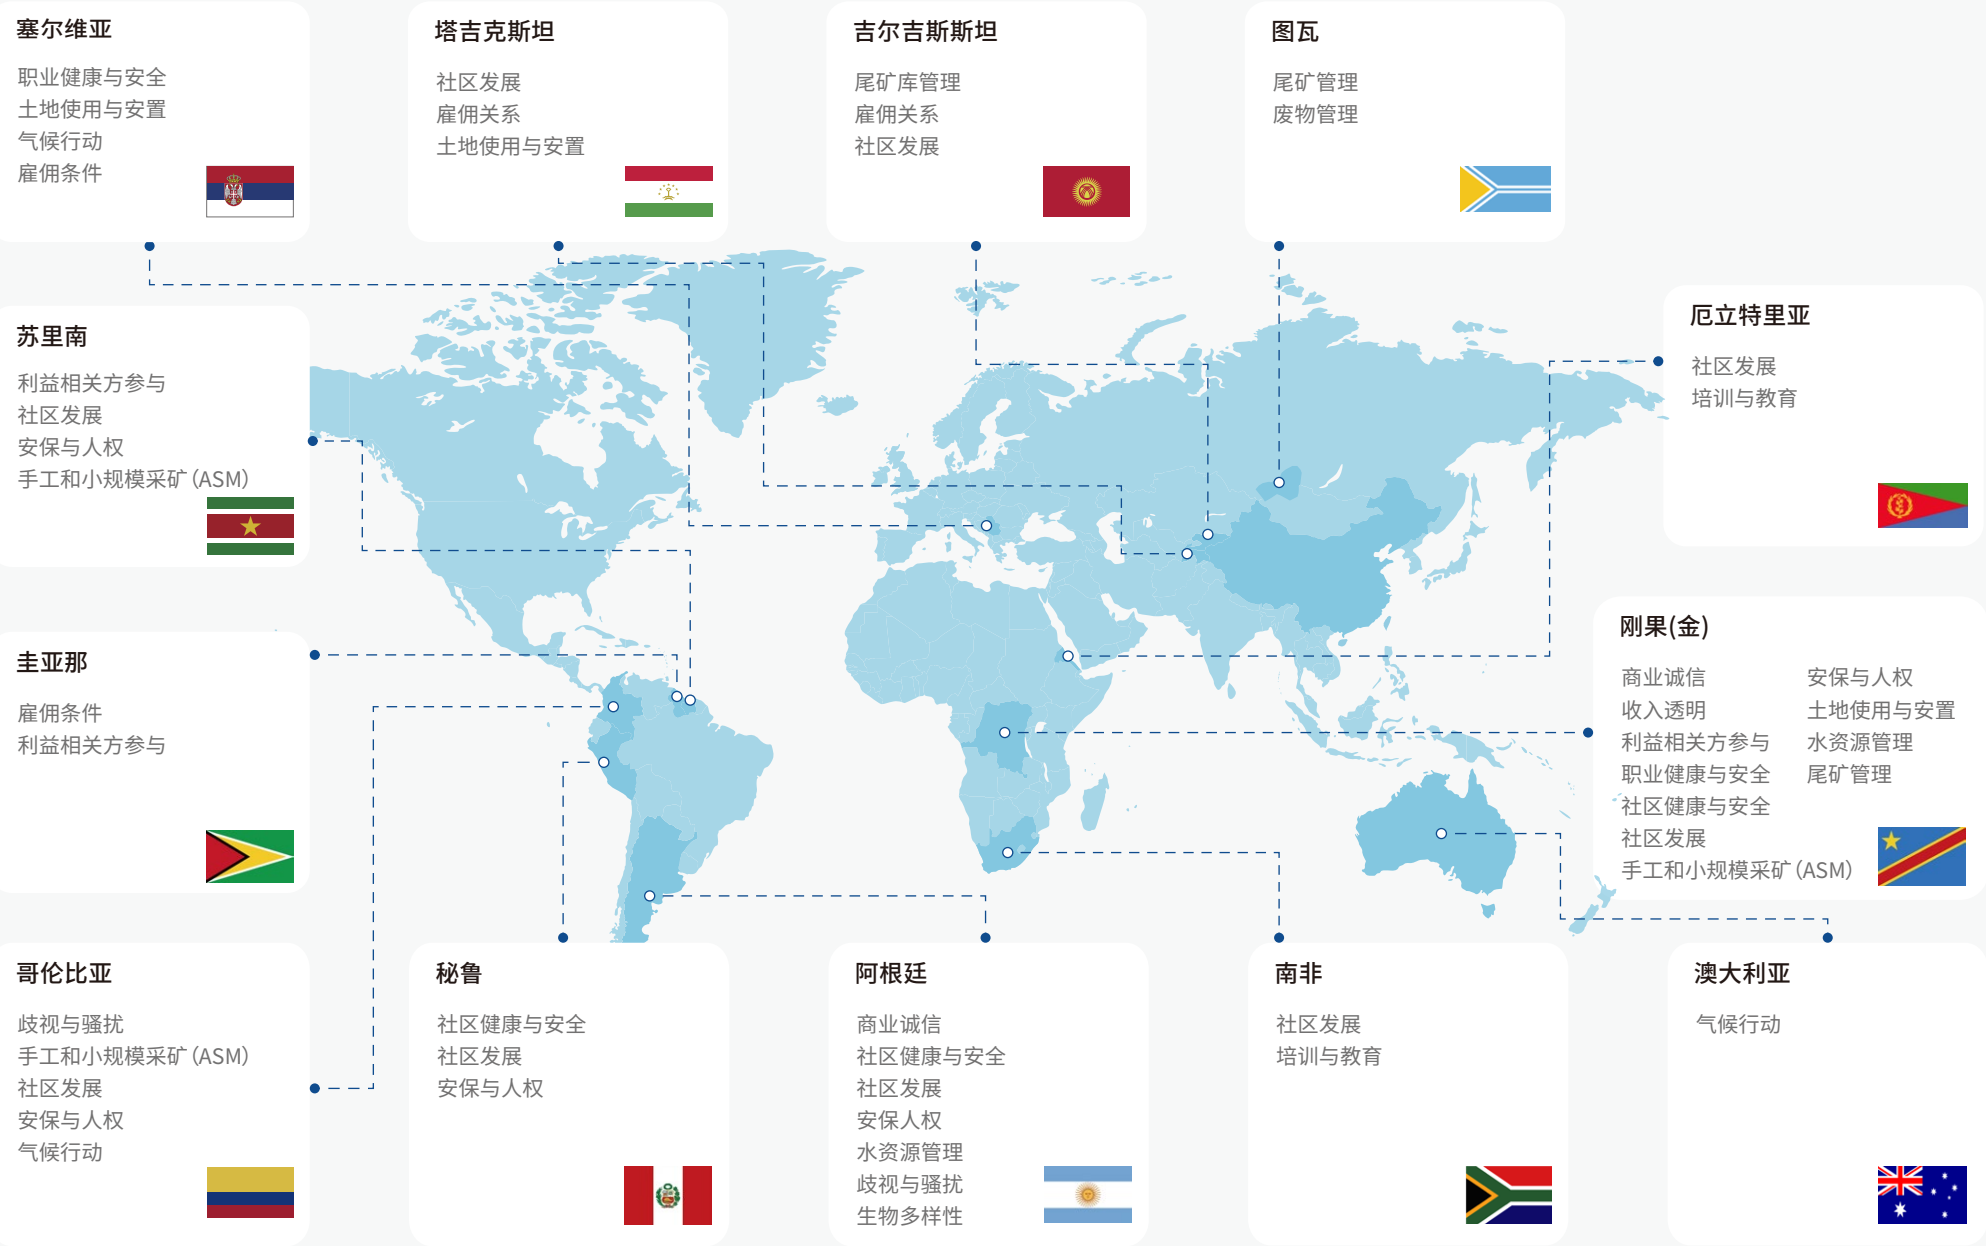 塞尔维亚
职业健康与安全
土地使用与安置
气候行动
雇佣条件
塔吉克斯坦
社区发展
雇佣关系
土地使用与安置
吉尔吉斯斯坦
尾矿库管理
雇佣关系
社区发展
图瓦
尾矿管理
废物管理
苏里南
利益相关方参与
社区发展
安保与人权
手工和小规模采矿（ASM）
厄立特里亚
社区发展
培训与教育
圭亚那
雇佣条件
利益相关方参与
刚果(金)
商业诚信
收入透明
利益相关方参与
职业健康与安全
社区健康与安全
社区发展
手工和小规模采矿（ASM）
安保与人权
土地使用与安置
水资源管理
尾矿管理
哥伦比亚
歧视与骚扰
手工和小规模采矿（ASM）
社区发展
安保与人权
气候行动
秘鲁
社区健康与安全
社区发展
安保与人权
阿根廷
商业诚信
社区健康与安全
社区发展
安保人权
水资源管理
歧视与骚扰
生物多样性
南非
社区发展
培训与教育
澳大利亚
气候行动